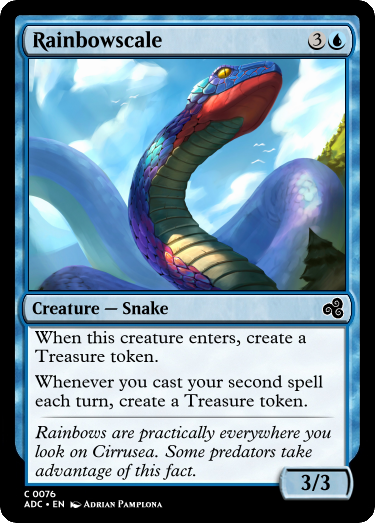 Rainbowscale 3
Creature — Snake
When this creature enters, create a
Treasure token.
Whenever you cast your second spell
each turn, create a Treasure token.
Rainbows are practically everywhere you
look on Cirrusea. Some predators take
advantage of this fact.
3/3
C 0076
ADC • EN Adrian Pamplona